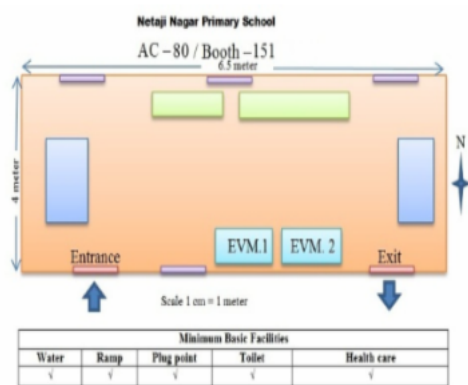 Netaji Nagar Primary School
AC –80 / Booth –151
6.5 meter
4 meter
N
EVM.1 EVM. 2
Entrance Exit
Scale 1 cm = 1 meter
Minimum Basic Facilities
Water Ramp Plug point Toilet Health care
√ √ √ √ √